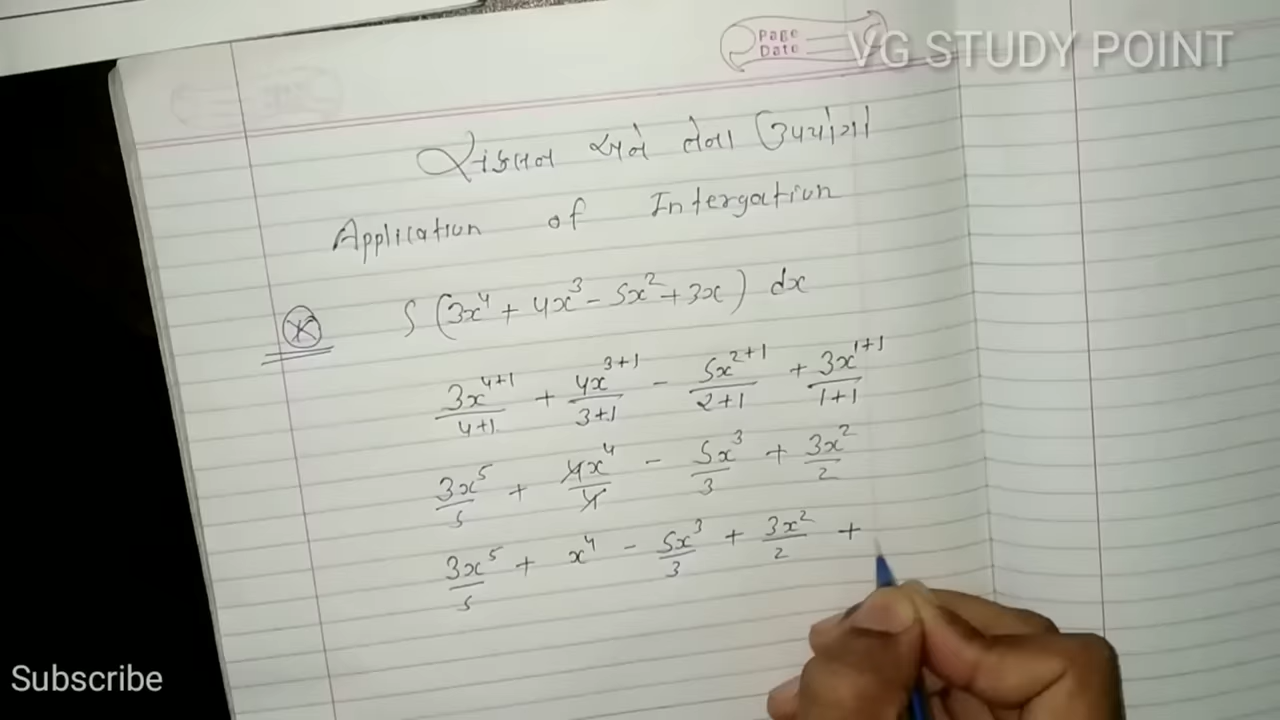 Page
Date
VG STUDY POINT
સંકલન અને તેના ઉપયોગો
Application of Intergation
∫ (3x⁴ + 4x³ - 5x² + 3x) dx
3x⁴⁺¹/4+1 + 4x³⁺¹/3+1 - 5x²⁺¹/2+1 + 3x¹⁺¹/1+1
3x⁵/5 + 4x⁴/4 - 5x³/3 + 3x²/2
3x⁵/5 + x⁴ - 5x³/3 + 3x²/2 +
Subscribe